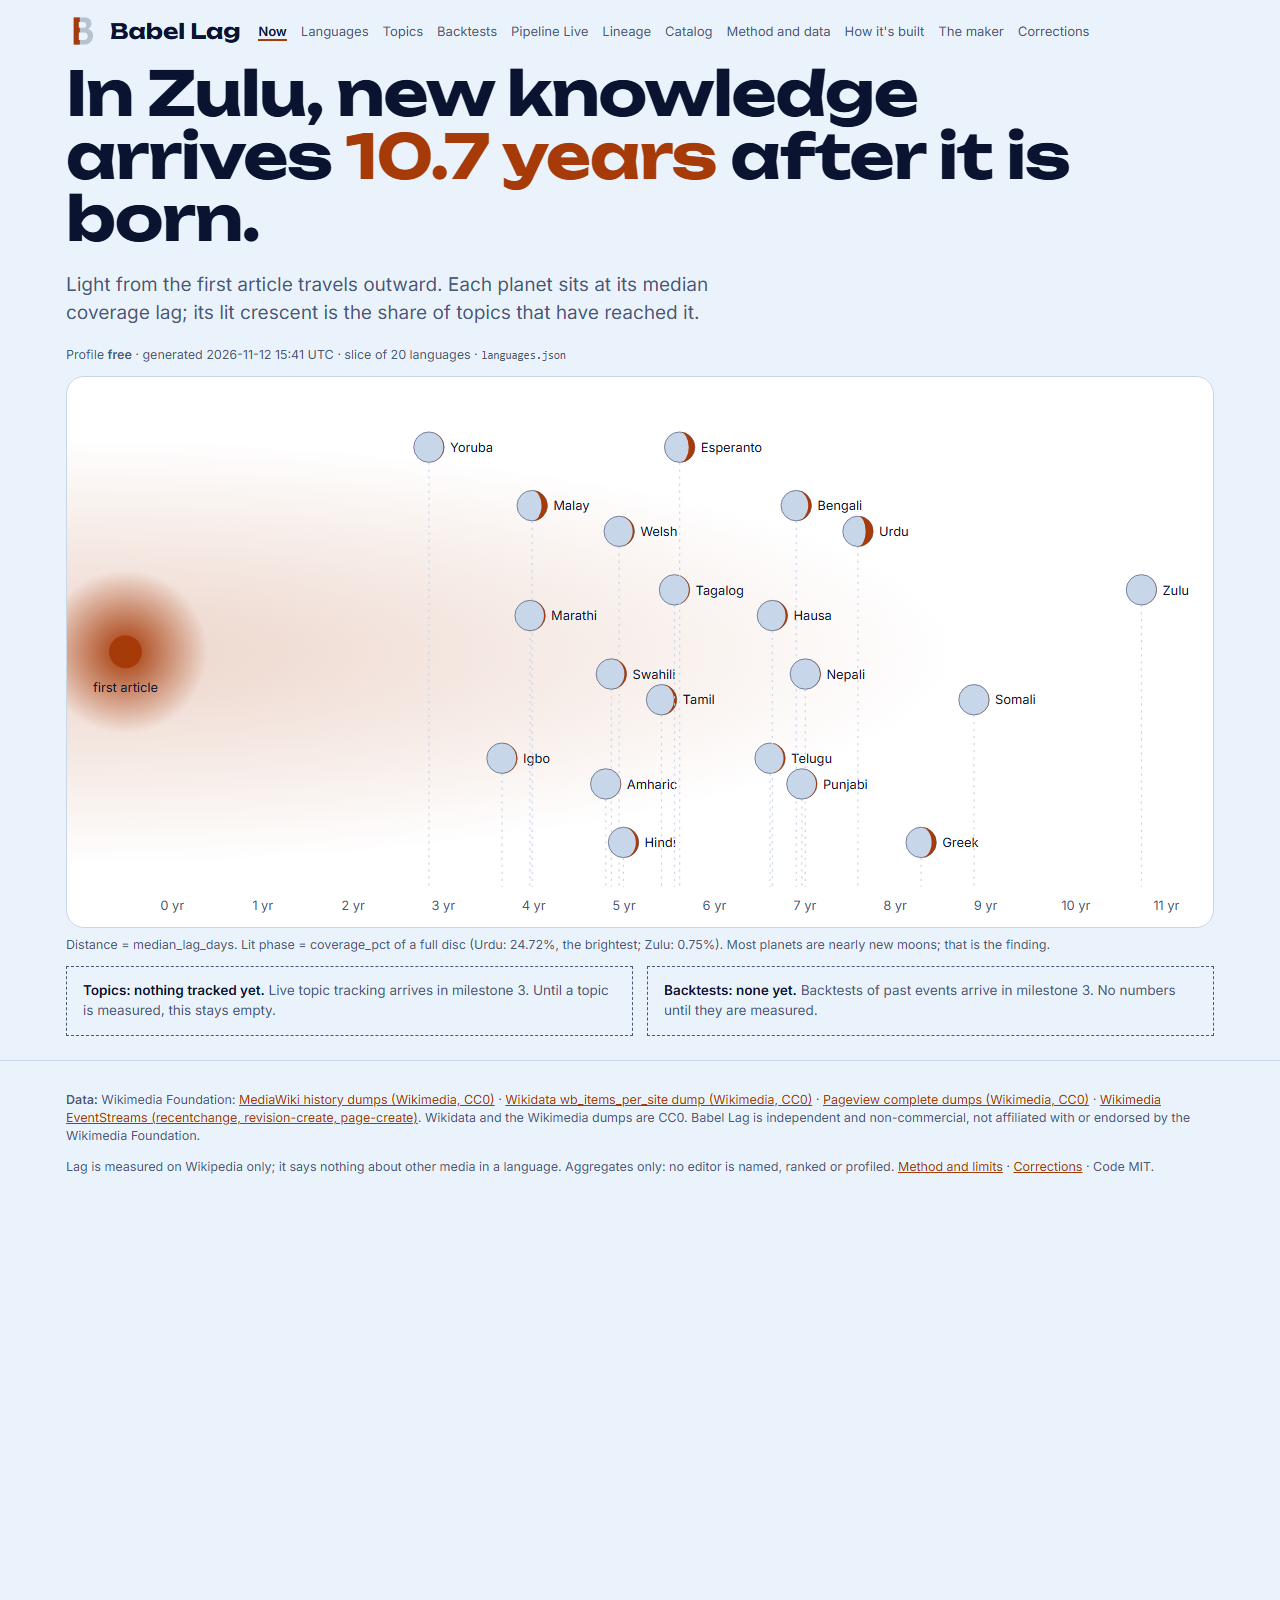 B Babel Lag Now Languages Topics Backtests Pipeline Live Lineage Catalog Method and data How it's built The maker Corrections
In Zulu, new knowledge
arrives 10.7 years after it is
born.
Light from the first article travels outward. Each planet sits at its median
coverage lag; its lit crescent is the share of topics that have reached it.
Profile free · generated 2026-11-12 15:41 UTC · slice of 20 languages · languages.json
Yoruba
Esperanto
Malay
Bengali
Welsh
Urdu
Tagalog
Zulu
Marathi
Hausa
Swahili
Nepali
first article
Tamil
Somali
Igbo
Telugu
Amharic
Punjabi
Hindi
Greek
0 yr 1 yr 2 yr 3 yr 4 yr 5 yr 6 yr 7 yr 8 yr 9 yr 10 yr 11 yr
Distance = median_lag_days. Lit phase = coverage_pct of a full disc (Urdu: 24.72%, the brightest; Zulu: 0.75%). Most planets are nearly new moons; that is the finding.
Topics: nothing tracked yet. Live topic tracking arrives in milestone 3. Until a topic
is measured, this stays empty.
Backtests: none yet. Backtests of past events arrive in milestone 3. No numbers
until they are measured.
Data: Wikimedia Foundation: MediaWiki history dumps (Wikimedia, CC0) · Wikidata wb_items_per_site dump (Wikimedia, CC0) · Pageview complete dumps (Wikimedia, CC0) · Wikimedia
EventStreams (recentchange, revision-create, page-create). Wikidata and the Wikimedia dumps are CC0. Babel Lag is independent and non-commercial, not affiliated with or endorsed by the
Wikimedia Foundation.
Lag is measured on Wikipedia only; it says nothing about other media in a language. Aggregates only: no editor is named, ranked or profiled. Method and limits · Corrections · Code MIT.